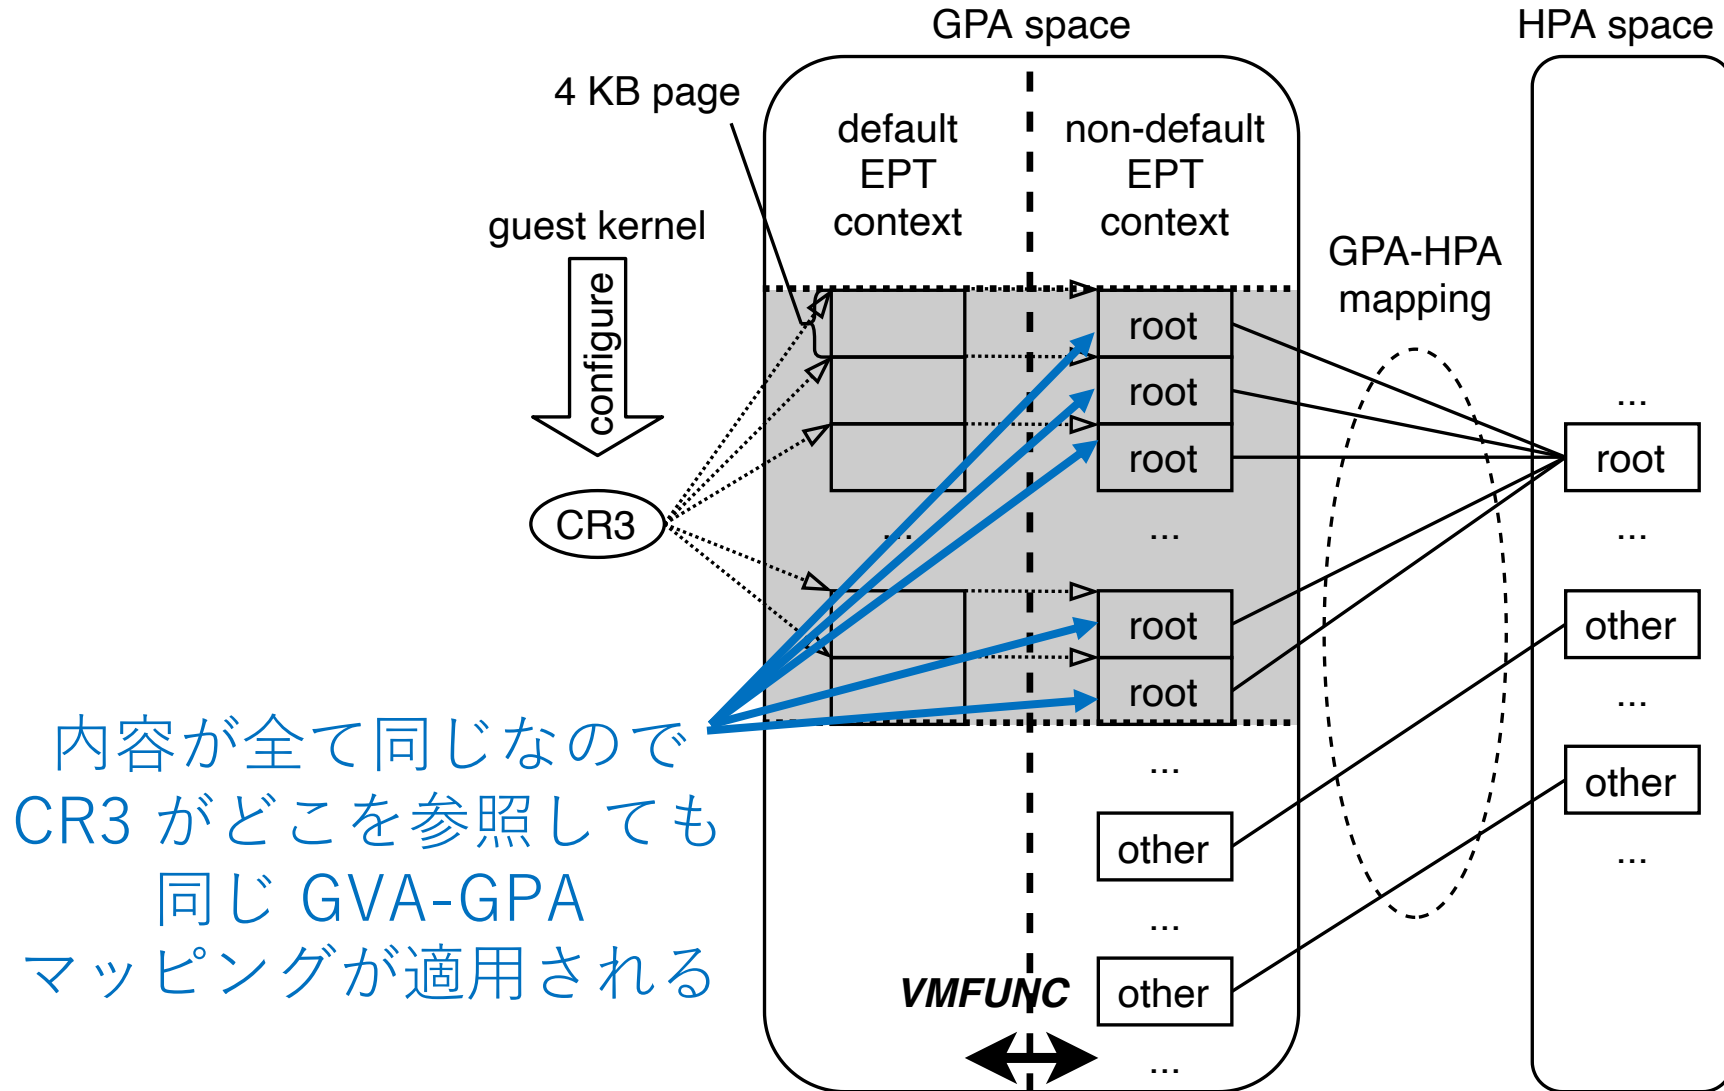 GPA space
HPA space
4 KB page
default
EPT
context
non-default
EPT
context
guest kernel
configure
CR3
GPA-HPA
mapping
root
root
root
...
...
root
root
...
other
...
other
...
...
root
...
other
...
other
...
VMFUNC
内容が全て同じなので
CR3 がどこを参照しても
同じ GVA-GPA
マッピングが適用される